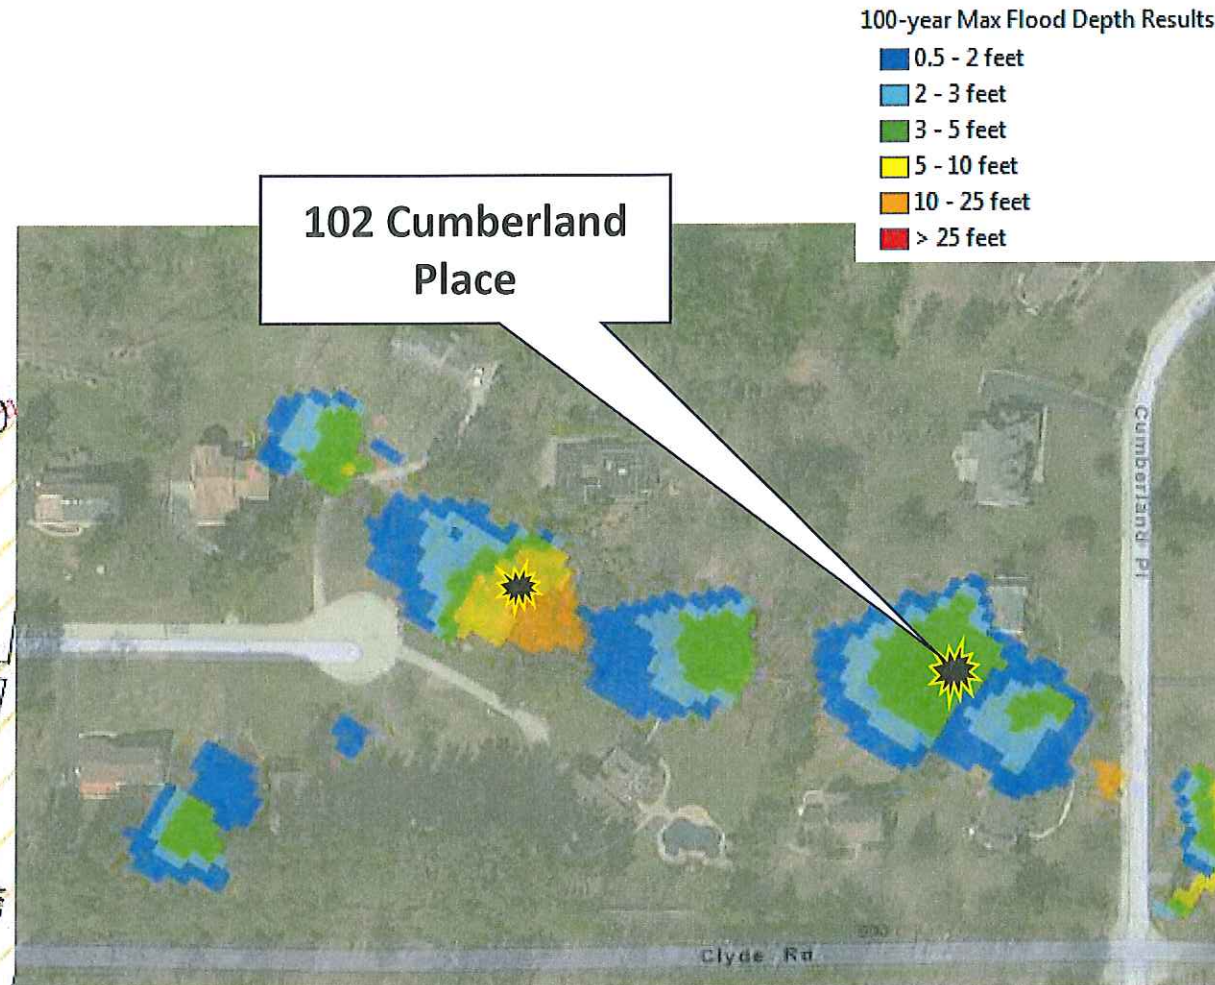 100-year Max Flood Depth Results
0.5 - 2 feet
2 - 3 feet
3 - 5 feet
5 - 10 feet
10 - 25 feet
> 25 feet
102 Cumberland
Place
Cumberland Pl
Clyde Rd